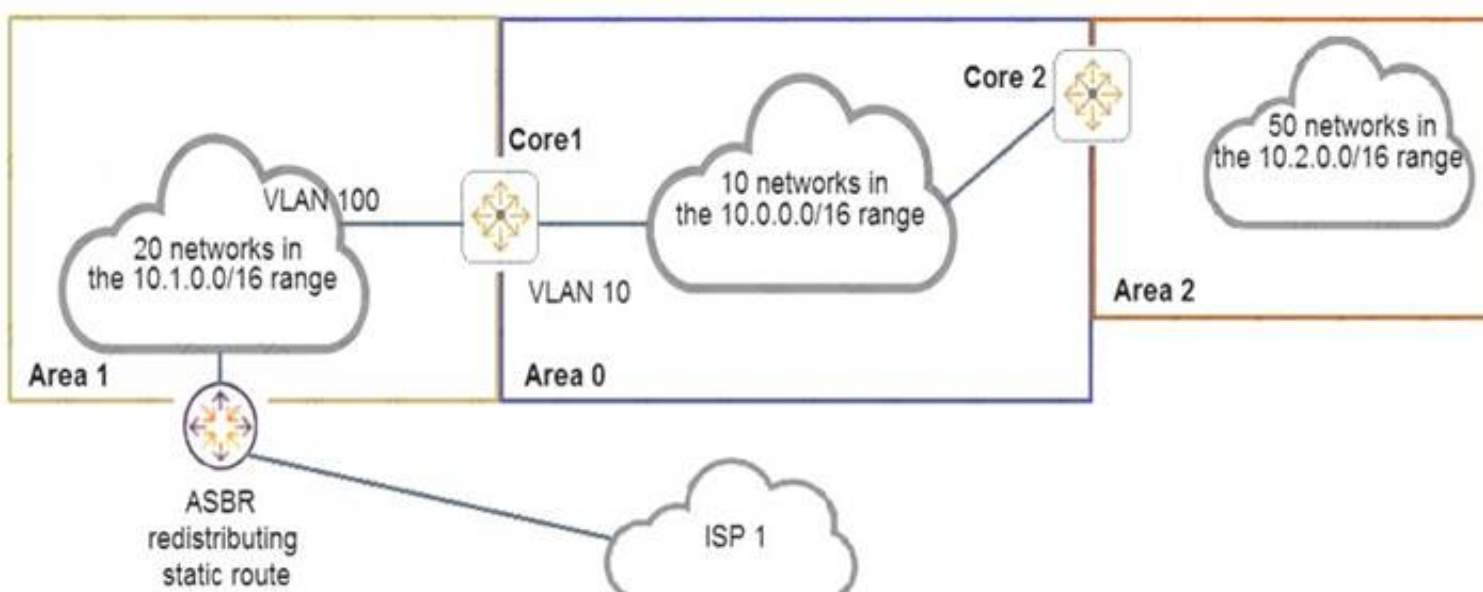 Core 2
50 networks in
the 10.2.0.0/16 range
Core1
VLAN 100
10 networks in
the 10.0.0.0/16 range
20 networks in
the 10.1.0.0/16 range
VLAN 10
Area 2
Area 1
Area 0
ASBR
redistributing
static route
ISP 1